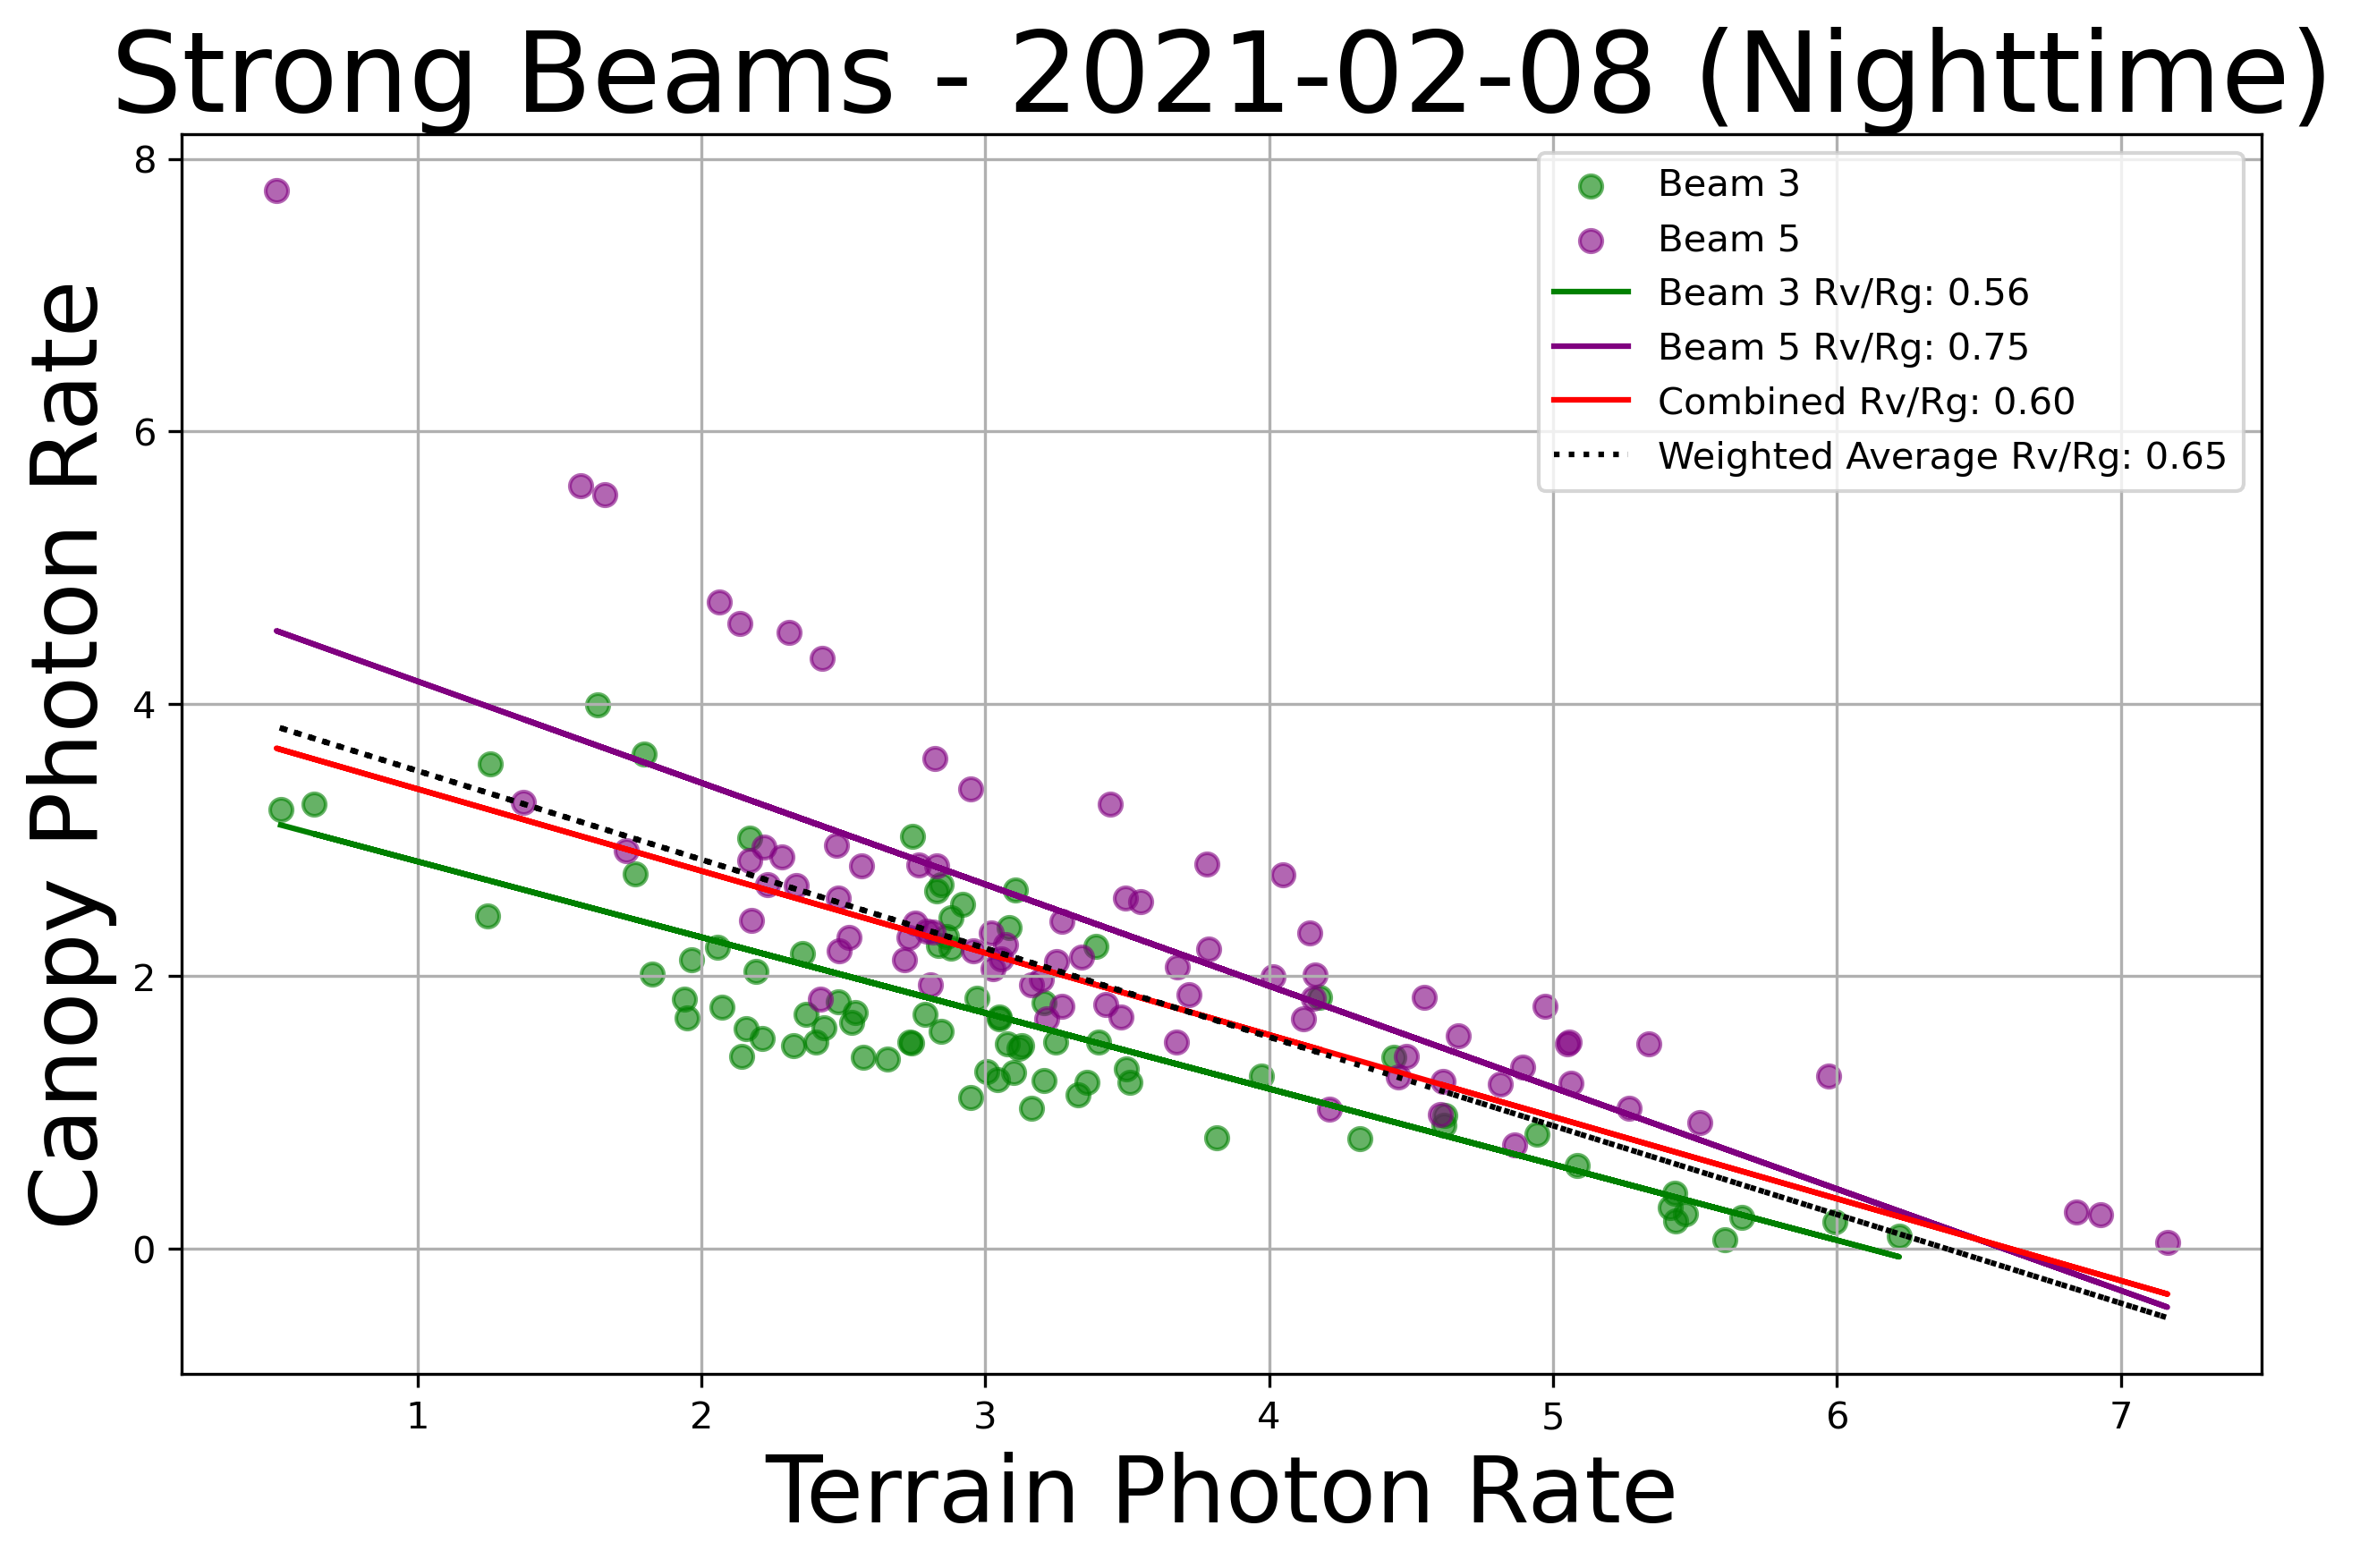 Strong Beams - 2021-02-08 (Nighttime)
Canopy Photon Rate
8
6
4
2
0
Beam 3
Beam 5
Beam 3 Rv/Rg: 0.56
Beam 5 Rv/Rg: 0.75
Combined Rv/Rg: 0.60
Weighted Average Rv/Rg: 0.65
1 2 3 4 5 6 7
Terrain Photon Rate